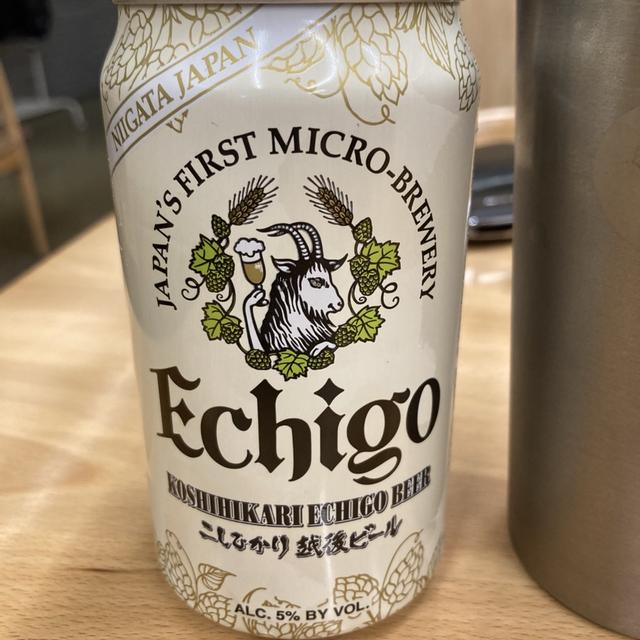 NIIGATA JAPAN
JAPAN'S FIRST MICRO-BREWERY
Echigo
KOSHIHIKARI ECHIGO BEER
こしひかり 越後ビール
ALC. 5% BY VOL.